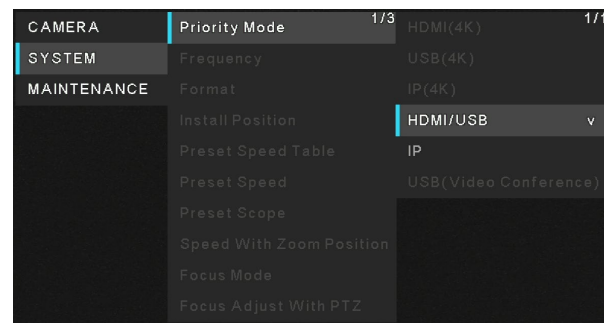 CAMERA
SYSTEM
MAINTENANCE
Priority Mode 1/3
Frequency
Format
Install Position
Preset Speed Table
Preset Speed
Preset Scope
Speed With Zoom Position
Focus Mode
Focus Adjust With PTZ
HDMI(4K) 1/1
USB(4K)
IP(4K)
HDMI/USB v
IP
USB(Video Conference)